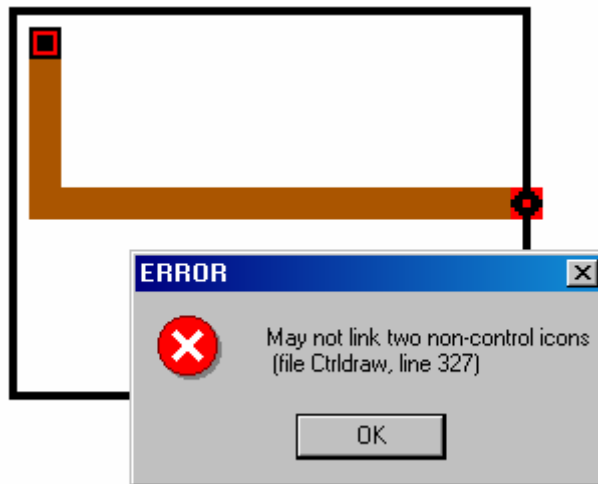 ERROR
May not link two non-control icons
(file Ctrldraw, line 327)
OK